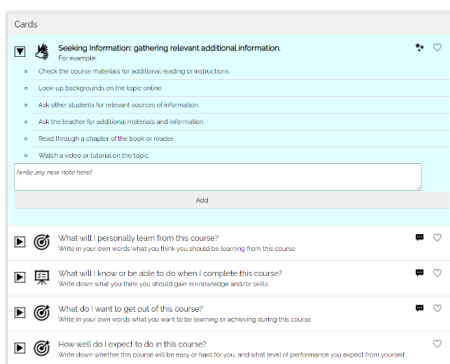 Cards
Seeking Information: gathering relevant additional information.
For example:
Check the course materials for additional reading or instructions.
Look-up backgrounds on the topic online.
Ask other students for relevant sources of information.
Ask the teacher for additional materials and information.
Read through a chapter of the book or reader.
Watch a video or tutorial on the topic.
(write any new note here)
Add
What will I personally learn from this course?
Write in your own words what you think you should be learning from this course.
What will I know or be able to do when I complete this course?
Write down what you think you should gain in knowledge and/or skills.
What do I want to get out of this course?
Write in your own words what you want to be learning or achieving during this course
How well do I expect to do in this course?
Write down whether this course will be easy or hard for you, and what level of performance you expect from yourself